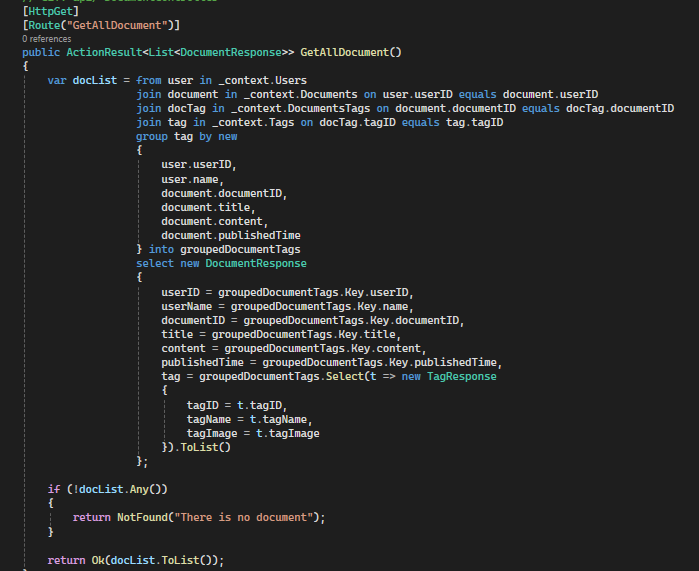 [HttpGet]
[Route("GetAllDocument")]
0 references
public ActionResult<List<DocumentResponse>> GetAllDocument()
{
var docList = from user in _context.Users
join document in _context.Documents on user.userID equals document.userID
join docTag in _context.DocumentsTags on document.documentID equals docTag.documentID
join tag in _context.Tags on docTag.tagID equals tag.tagID
group tag by new
{
user.userID,
user.name,
document.documentID,
document.title,
document.content,
document.publishedTime
} into groupedDocumentTags
select new DocumentResponse
{
userID = groupedDocumentTags.Key.userID,
userName = groupedDocumentTags.Key.name,
documentID = groupedDocumentTags.Key.documentID,
title = groupedDocumentTags.Key.title,
content = groupedDocumentTags.Key.content,
publishedTime = groupedDocumentTags.Key.publishedTime,
tag = groupedDocumentTags.Select(t => new TagResponse
{
tagID = t.tagID,
tagName = t.tagName,
tagImage = t.tagImage
}).ToList()
};
if (!docList.Any())
{
return NotFound("There is no document");
}
return Ok(docList.ToList());